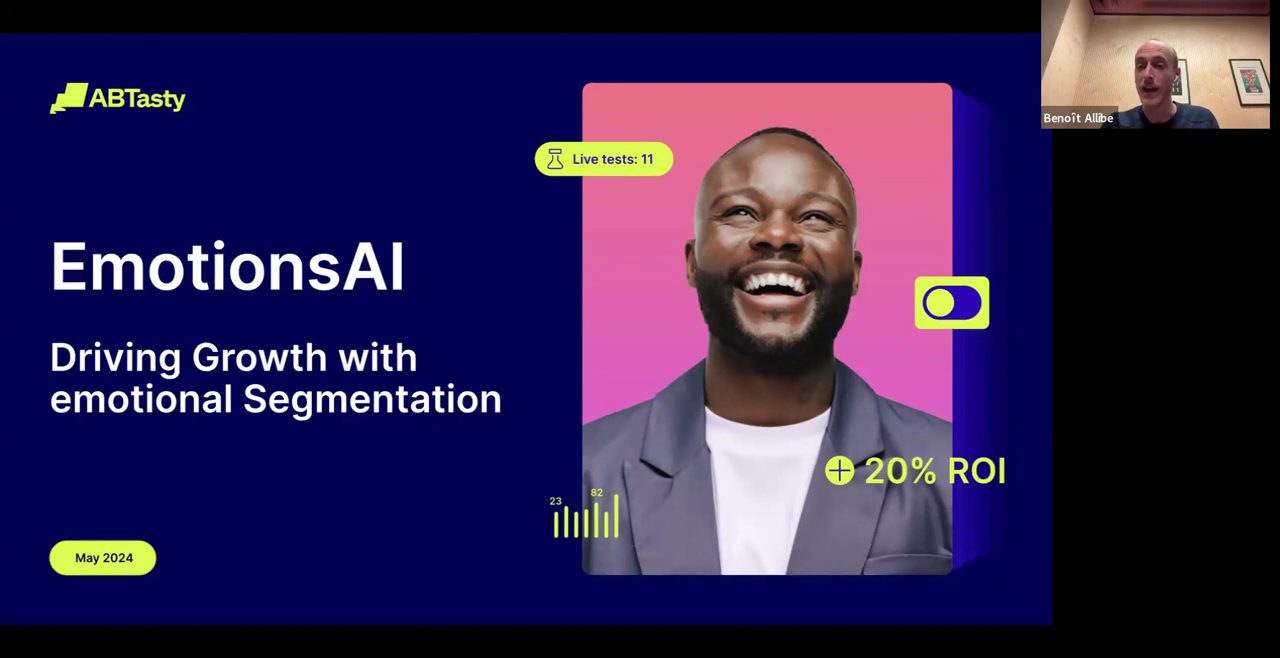 ABTasty
Live tests: 11
EmotionsAI
Driving Growth with
emotional Segmentation
20% ROI
23
82
May 2024
Benoît Allibe